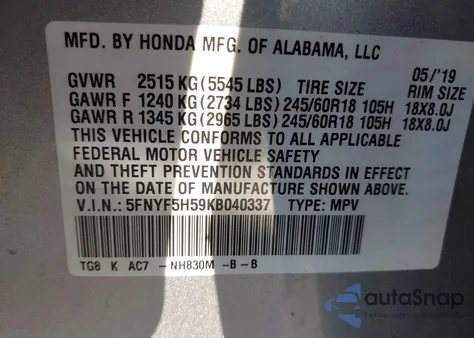 MFD. BY HONDA MFG. OF ALABAMA, LLC
05/'19
GVWR 2515 KG (5545 LBS) TIRE SIZE RIM SIZE
GAWR F 1240 KG (2734 LBS) 245/60R18 105H 18X8.0J
GAWR R 1345 KG (2965 LBS) 245/60R18 105H 18X8.0J
THIS VEHICLE CONFORMS TO ALL APPLICABLE
FEDERAL MOTOR VEHICLE SAFETY
AND THEFT PREVENTION STANDARDS IN EFFECT
ON THE DATE OF MANUFACTURE SHOWN ABOVE.
V.I.N.: 5FNYF5H59KB040337 TYPE: MPV
TG8 K AC7 -NH830M -B -B
autoSnap